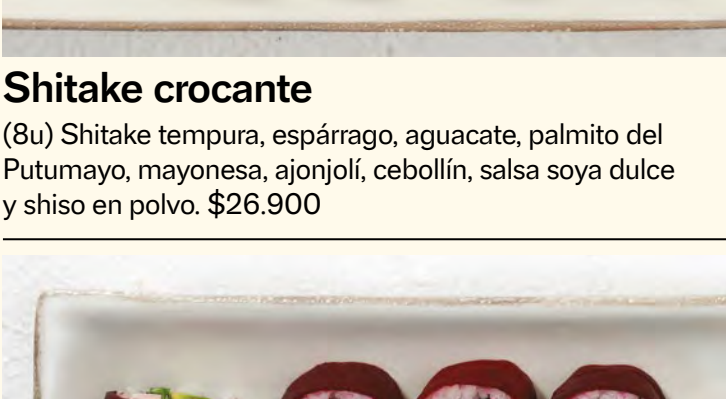 Shitake crocante
(8u) Shitake tempura, espárrago, aguacate, palmito del
Putumayo, mayonesa, ajonjolí, cebollín, salsa soya dulce
y shiso en polvo. $26.900